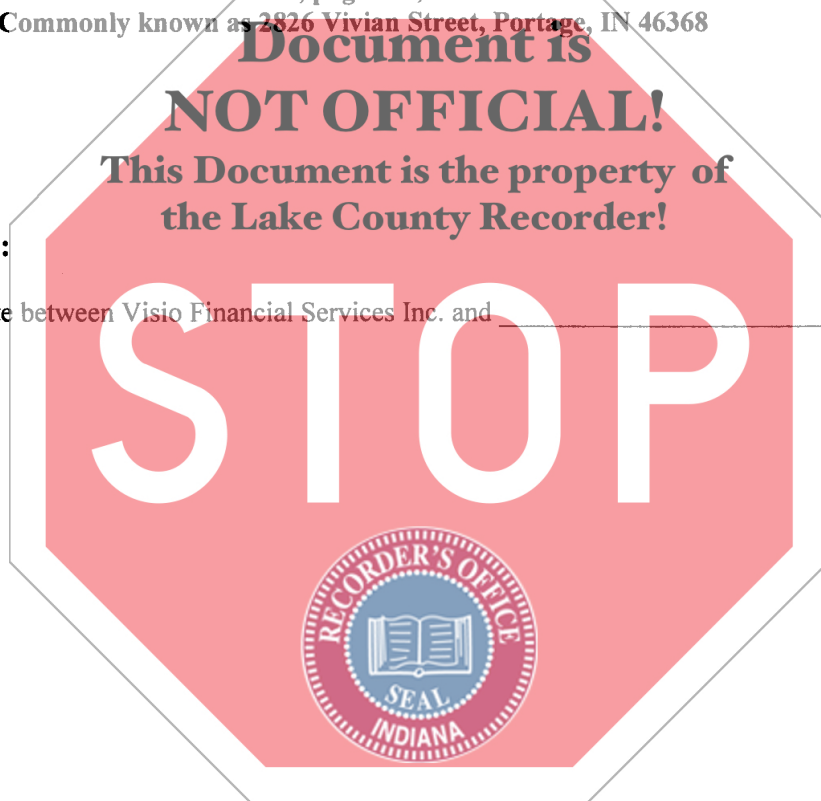 Commonly known as 2826 Vivian Street, Portage, IN 46368
Document is
NOT OFFICIAL!
This Document is the property of
the Lake County Recorder!
:
between Visio Financial Services Inc. and
STOP
RECORDER'S OFFICE
SEAL
INDIANA